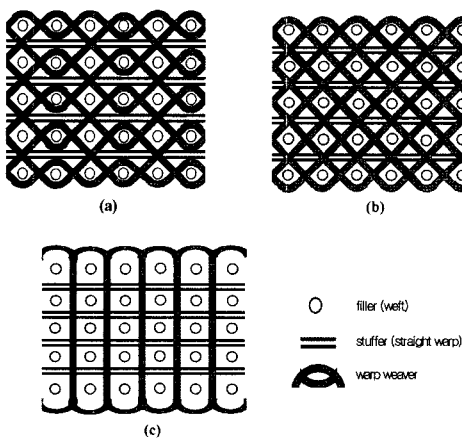 (a)
(b)
(c)
filler (weft)
stuffer (straight warp)
warp weaver